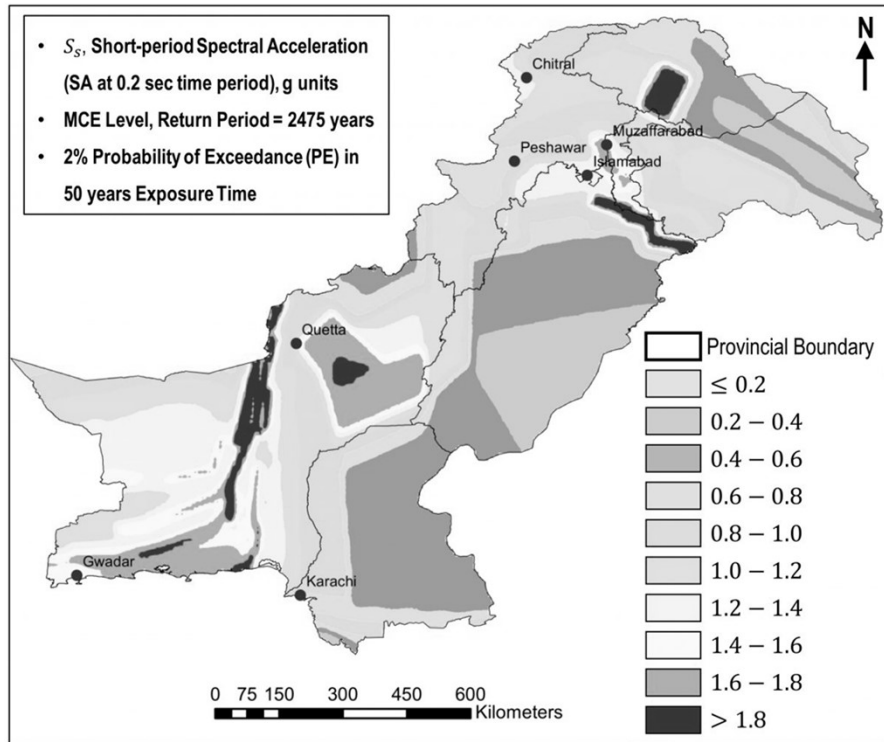 • Sₛ, Short-period Spectral Acceleration
(SA at 0.2 sec time period), g units
• MCE Level, Return Period = 2475 years
• 2% Probability of Exceedance (PE) in
50 years Exposure Time
N
Chitral
Muzaffarabad
Peshawar
Islamabad
Quetta
Gwadar
Karachi
Provincial Boundary
≤ 0.2
0.2 – 0.4
0.4 – 0.6
0.6 – 0.8
0.8 – 1.0
1.0 – 1.2
1.2 – 1.4
1.4 – 1.6
1.6 – 1.8
> 1.8
0 75 150 300 450 600
Kilometers